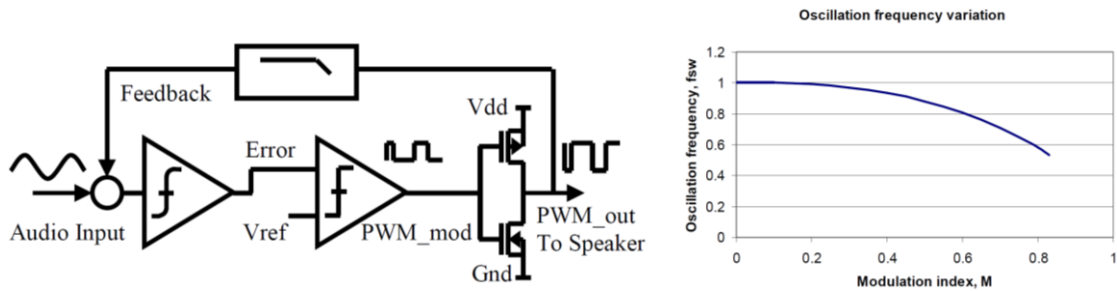 Feedback
Audio Input
Error
Vref
PWM_mod
Vdd
Gnd
PWM_out
To Speaker
Oscillation frequency variation
Oscillation frequency, fsw
1.2
1
0.8
0.6
0.4
0.2
0
0
0.2
0.4
0.6
0.8
1
Modulation index, M